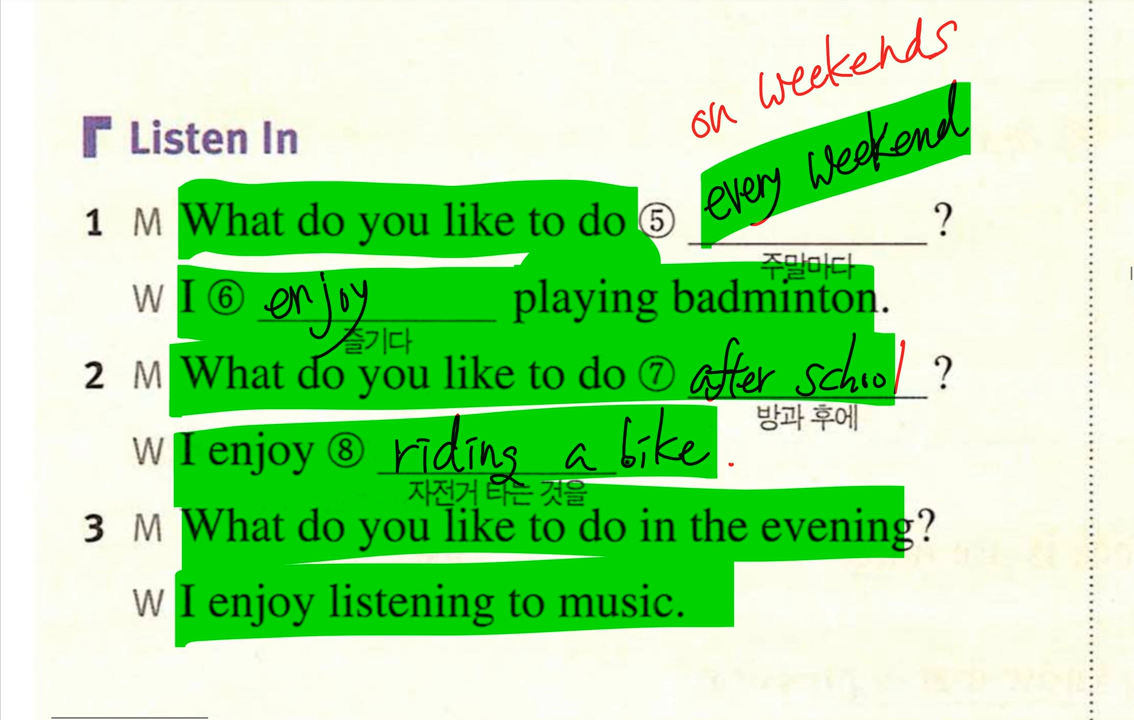 on weekends
Listen In
every weekend
1 M What do you like to do ⑤ ?
주말마다
W I ⑥ enjoy playing badminton.
즐기다
2 M What do you like to do ⑦ after school ?
방과 후에
W I enjoy ⑧ riding a bike .
자전거 타는 것을
3 M What do you like to do in the evening?
W I enjoy listening to music.